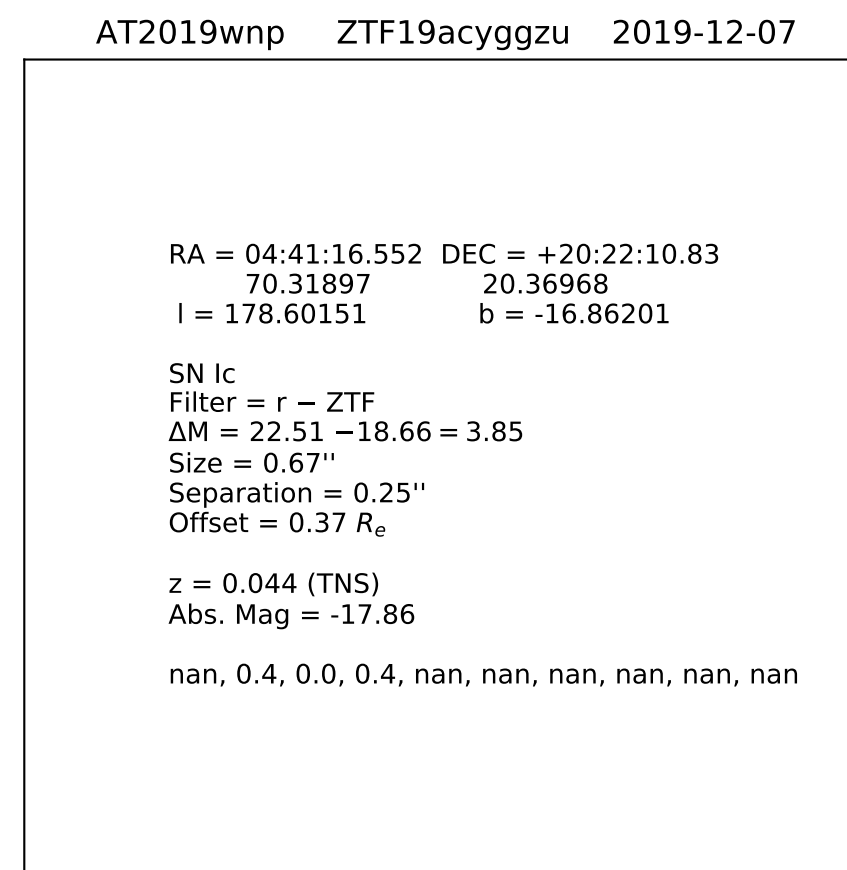 AT2019wnp ZTF19acyggzu 2019-12-07
RA = 04:41:16.552 DEC = +20:22:10.83
70.31897 20.36968
l = 178.60151 b = -16.86201
SN Ic
Filter = r − ZTF
ΔM = 22.51 −18.66 = 3.85
Size = 0.67''
Separation = 0.25''
Offset = 0.37 Rₑ
z = 0.044 (TNS)
Abs. Mag = -17.86
nan, 0.4, 0.0, 0.4, nan, nan, nan, nan, nan, nan